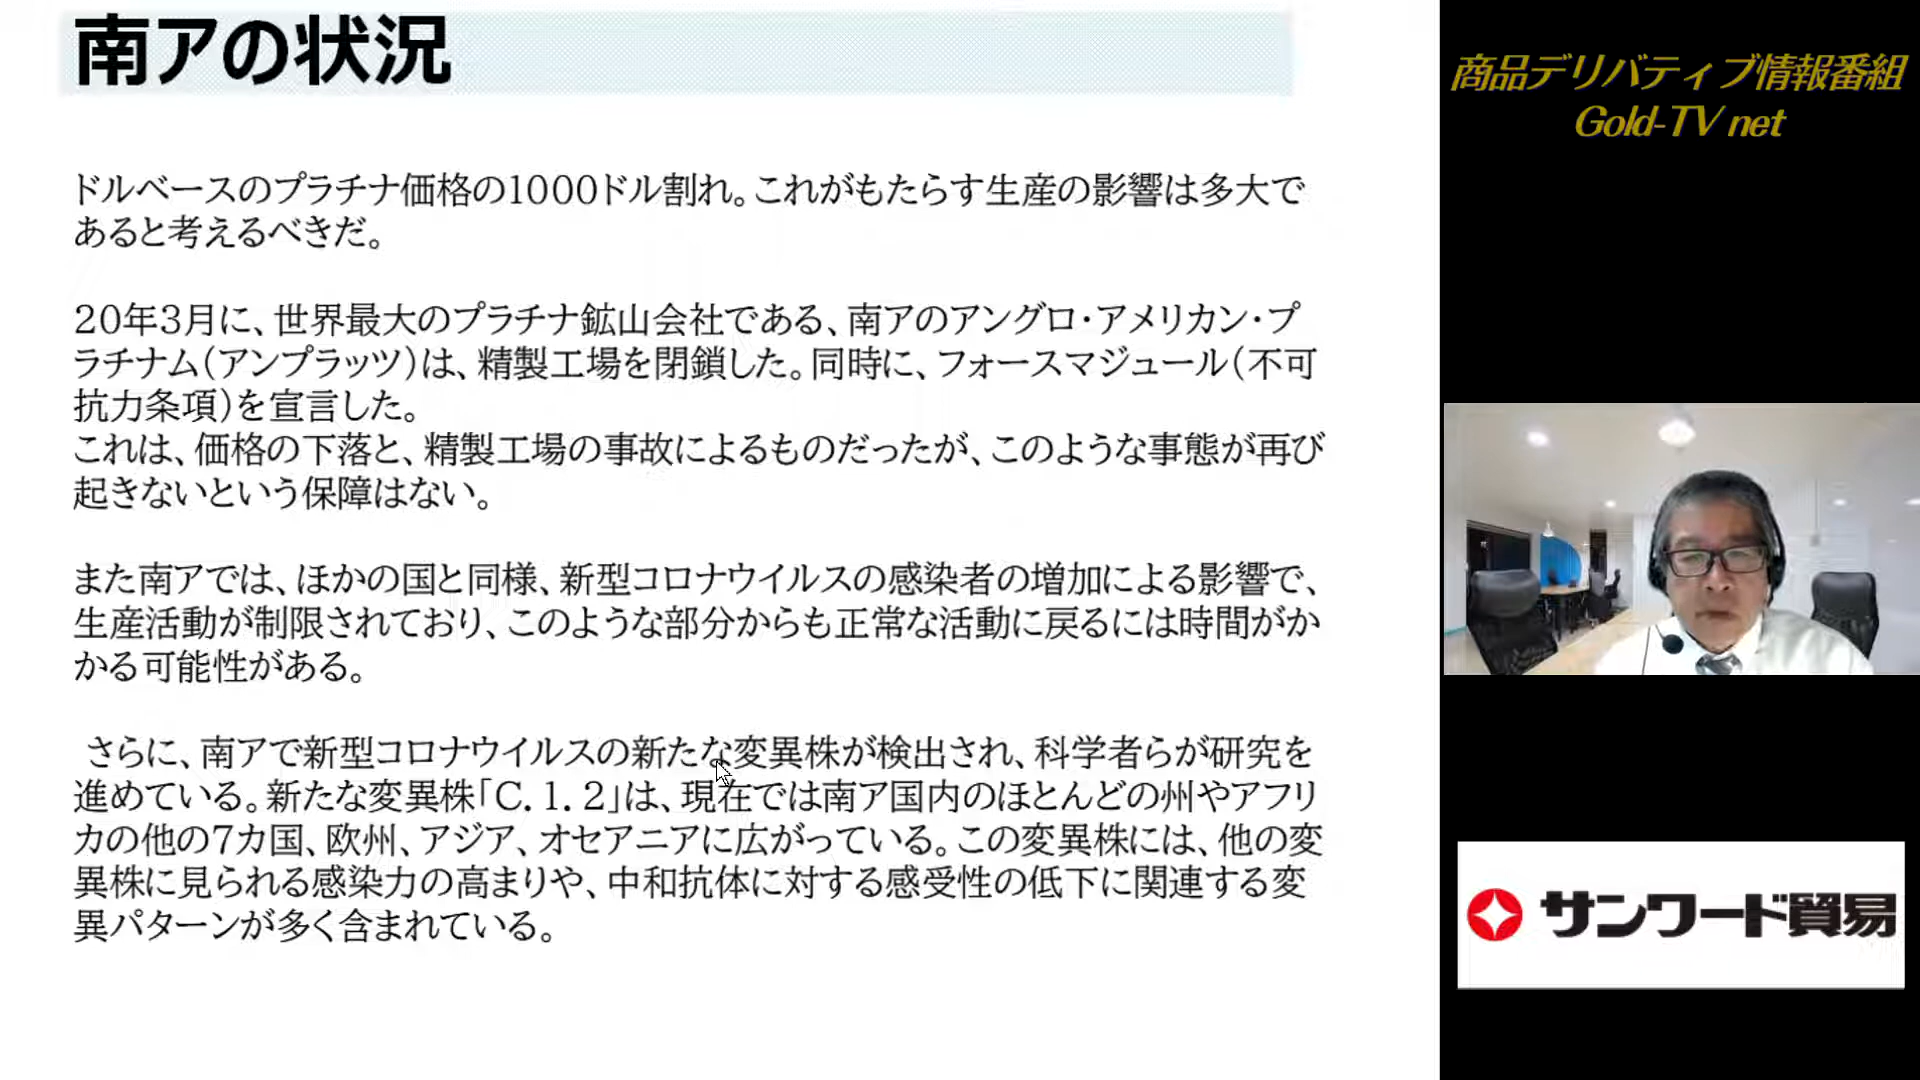 南アの状況
ドルベースのプラチナ価格の1000ドル割れ。これがもたらす生産の影響は多大で
あると考えるべきだ。
20年3月に、世界最大のプラチナ鉱山会社である、南アのアングロ・アメリカン・プ
ラチナム(アンプラッツ)は、精製工場を閉鎖した。同時に、フォースマジュール(不可
抗力条項)を宣言した。
これは、価格の下落と、精製工場の事故によるものだったが、このような事態が再び
起きないという保障はない。
また南アでは、ほかの国と同様、新型コロナウイルスの感染者の増加による影響で、
生産活動が制限されており、このような部分からも正常な活動に戻るには時間がか
かる可能性がある。
さらに、南アで新型コロナウイルスの新たな変異株が検出され、科学者らが研究を
進めている。新たな変異株「C.1.2」は、現在では南ア国内のほとんどの州やアフリ
カの他の7カ国、欧州、アジア、オセアニアに広がっている。この変異株には、他の変
異株に見られる感染力の高まりや、中和抗体に対する感受性の低下に関連する変
異パターンが多く含まれている。
商品デリバティブ情報番組
Gold-TV net
サンワード貿易